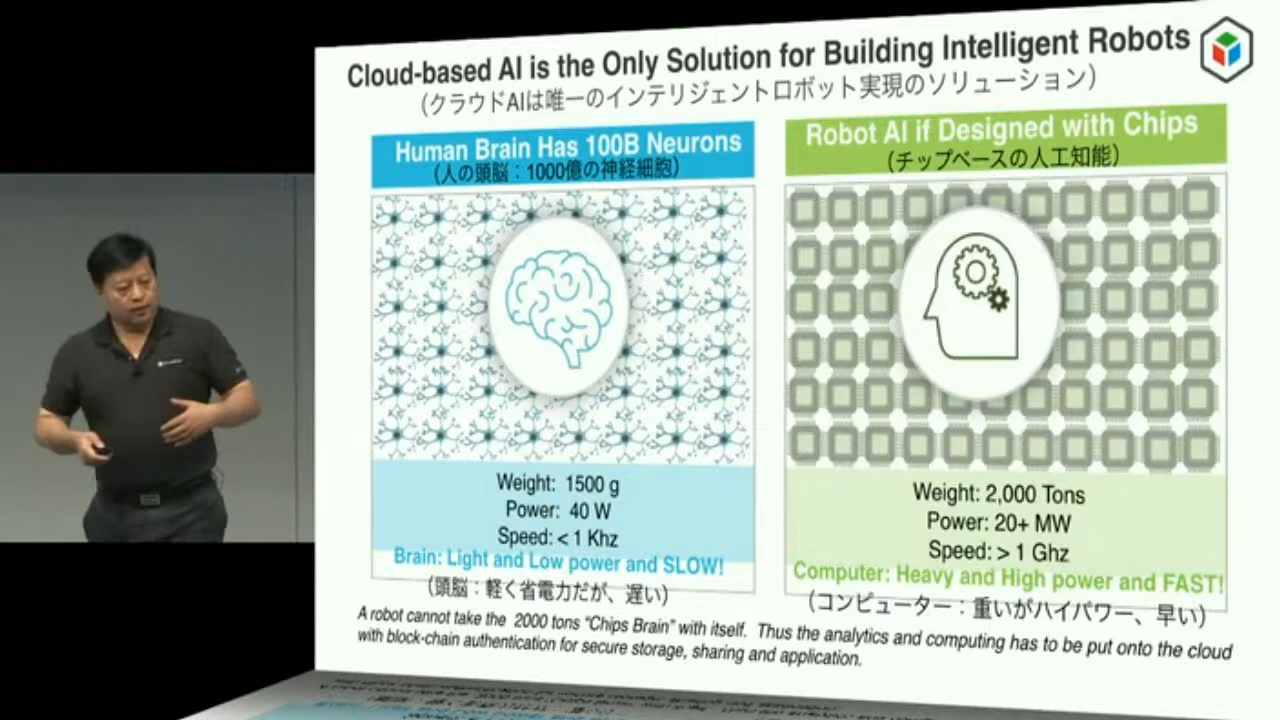 Cloud-based AI is the Only Solution for Building Intelligent Robots
（クラウドAIは唯一のインテリジェントロボット実現のソリューション）
Human Brain Has 100B Neurons
（人の頭脳：1000億の神経細胞）
Weight: 1500 g
Power: 40 W
Speed: < 1 Khz
Brain: Light and Low power and SLOW!
（頭脳：軽く省電力だが、遅い）
Robot AI if Designed with Chips
（チップベースの人工知能）
Weight: 2,000 Tons
Power: 20+ MW
Speed: > 1 Ghz
Computer: Heavy and High power and FAST!
（コンピューター：重いがハイパワー、早い）
A robot cannot take the 2000 tons "Chips Brain" with itself. Thus the analytics and computing has to be put onto the cloud
with block-chain authentication for secure storage, sharing and application.